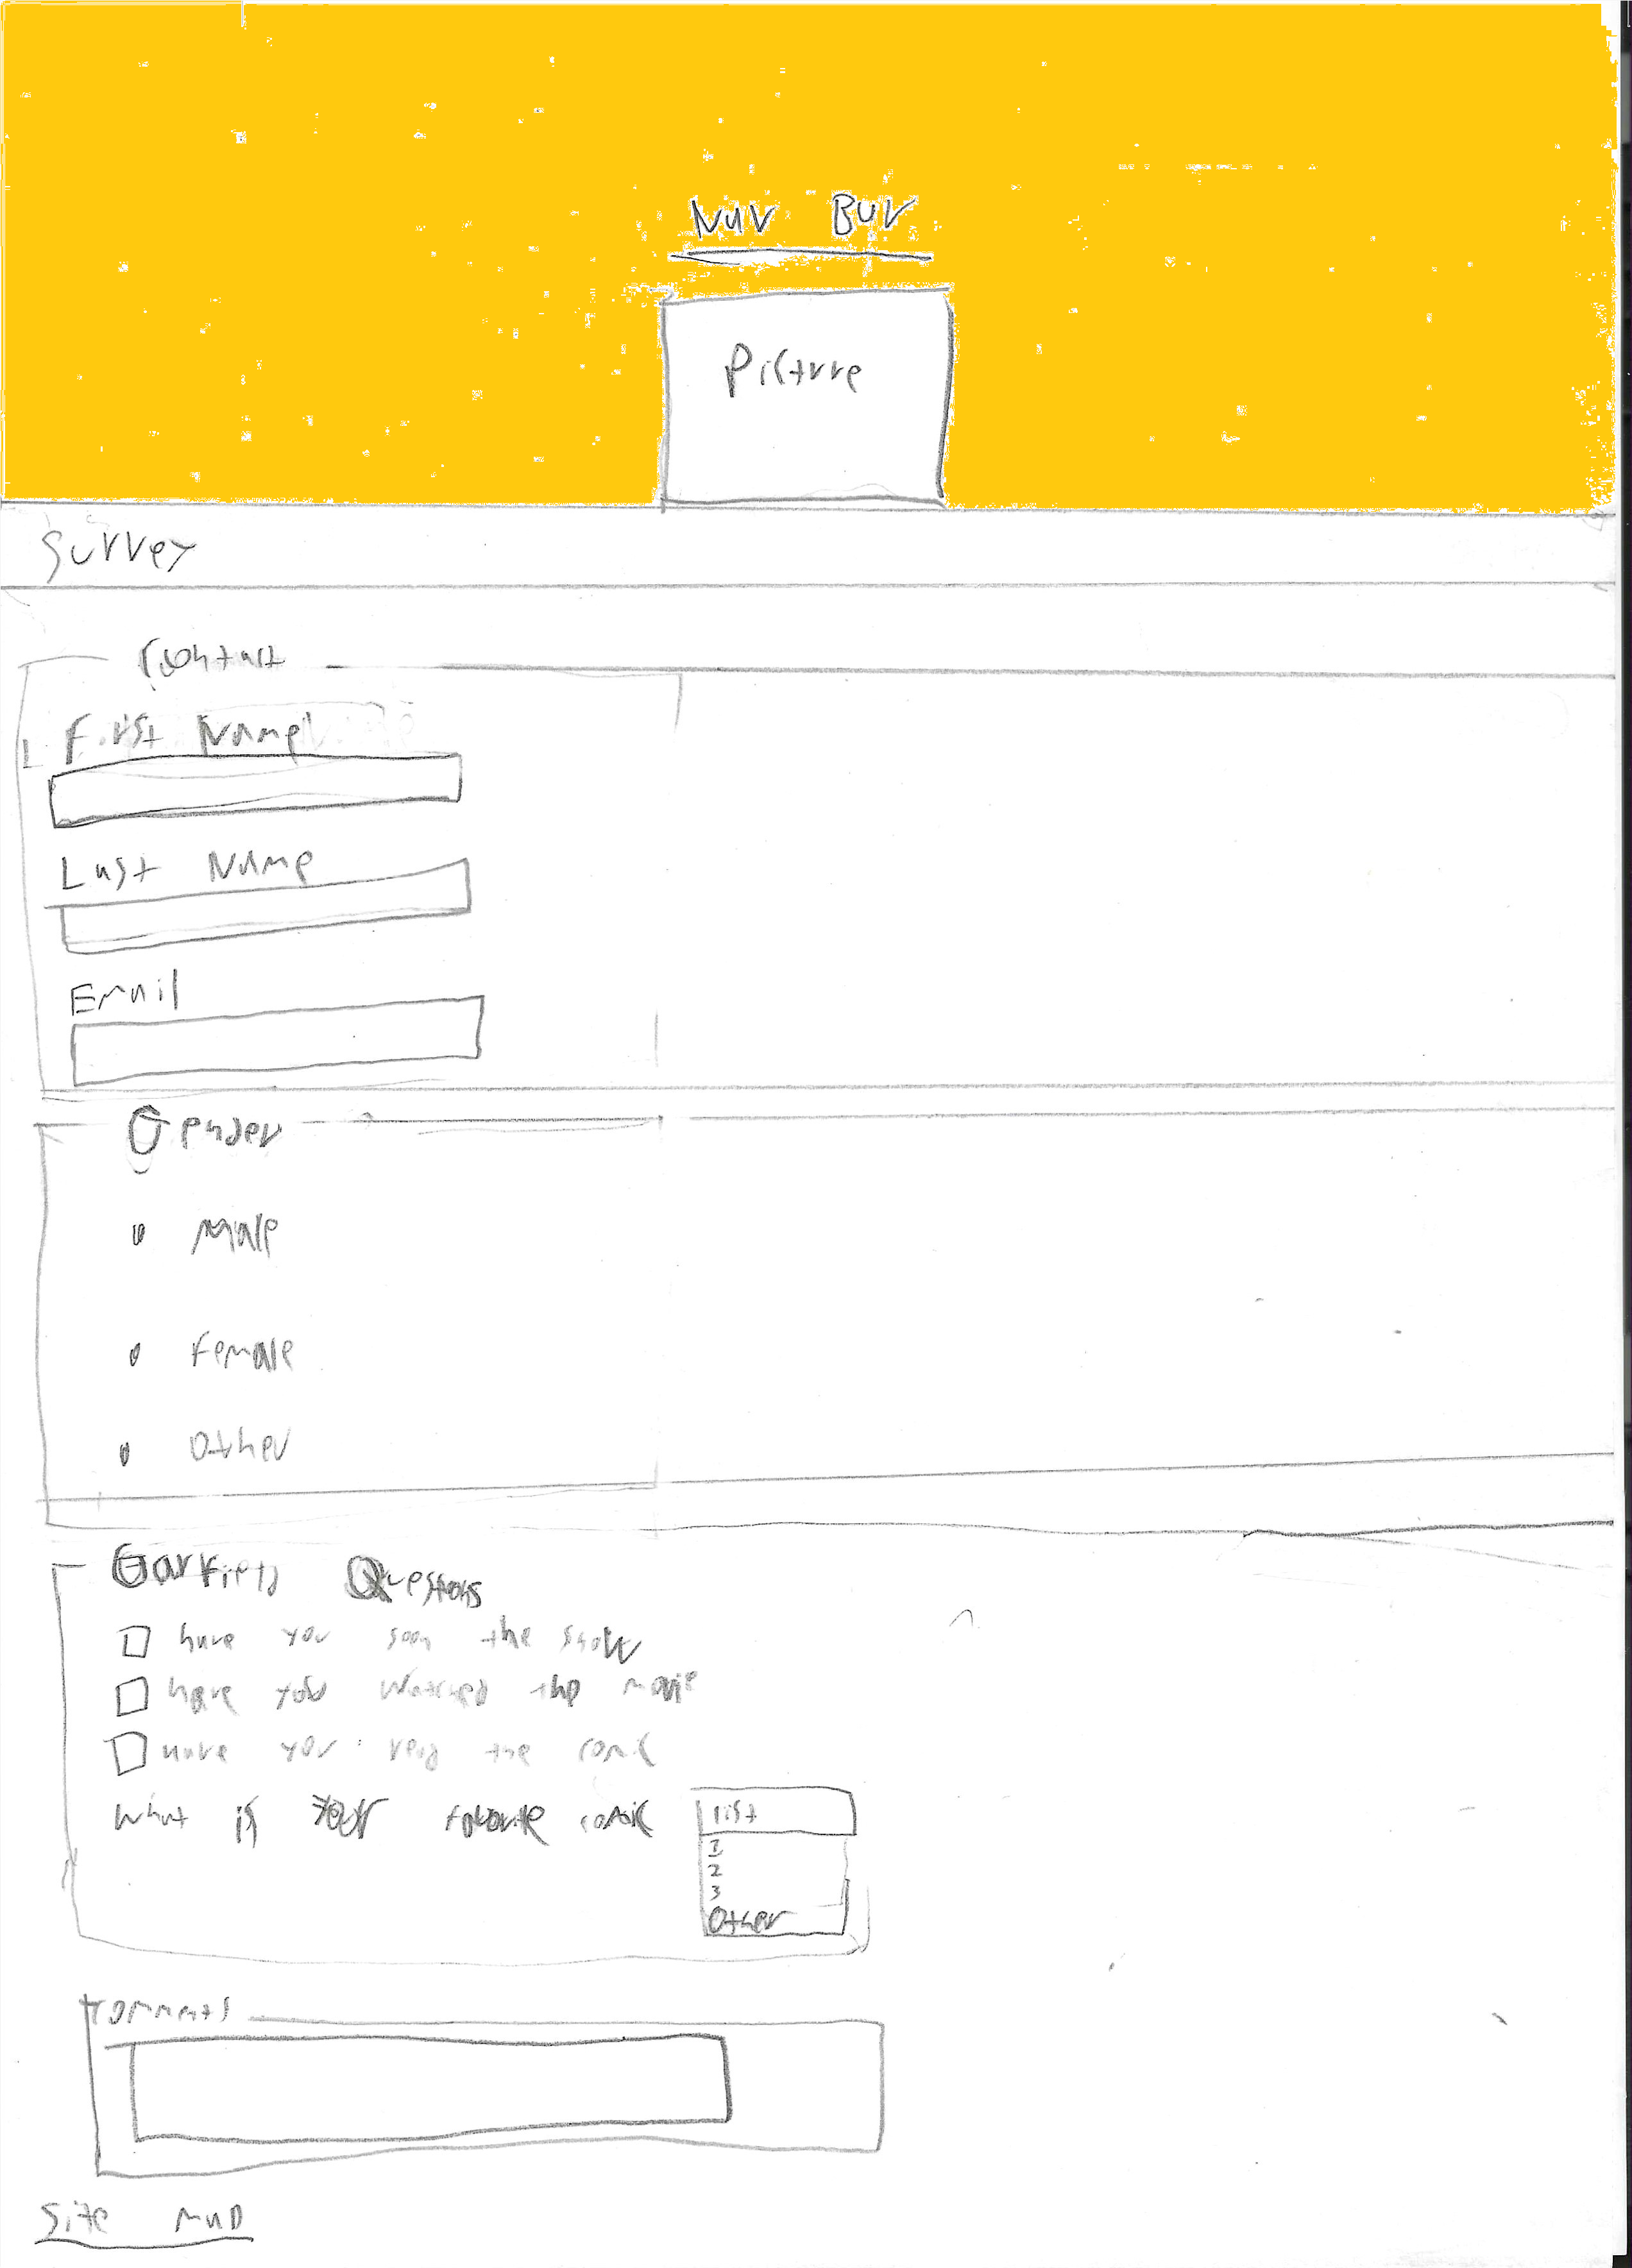 Nav Bar
Picture
Survey
Contact
First Name
Last Name
Email
Gender
Male
Female
Other
Garfield Questions
have you seen the show
have you watched the movie
have you read the comic
What is your favorite comic
list
1
2
3
Other
Comments
Site Map